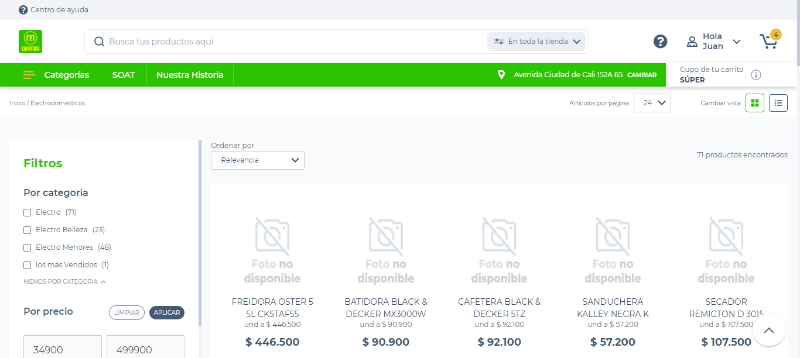 Centro de ayuda
Busca tus productos aquí
En toda la tienda
Hola
Juan
4
Categorías
SOAT
Nuestra Historia
Avenida Ciudad de Cali 152A 65 CAMBIAR
Cupo de tu carrito
SÚPER
Inicio / Electrodomesticos
Artículos por página
24
Cambiar vista
Filtros
Ordenar por
Relevancia
71 productos encontrados
Por categoria
Electro (71)
Electro Belleza (23)
Electro Menores (48)
los más Vendidos (1)
MENOS POR CATEGORIA
Por precio
LIMPIAR
APLICAR
34900
499900
Foto no
disponible
FREIDORA OSTER 5
5L CKSTAF55
und a $ 446.500
$ 446.500
Foto no
disponible
BATIDORA BLACK &
DECKER MX3000W
und a $ 90.900
$ 90.900
Foto no
disponible
CAFETERA BLACK &
DECKER 5TZ
und a $ 92.100
$ 92.100
Foto no
disponible
SANDUCHERA
KALLEY NEGRA K
und a $ 57.200
$ 57.200
Foto no
disponible
SECADOR
REMIGTON D 3015
und a $ 107.500
$ 107.500